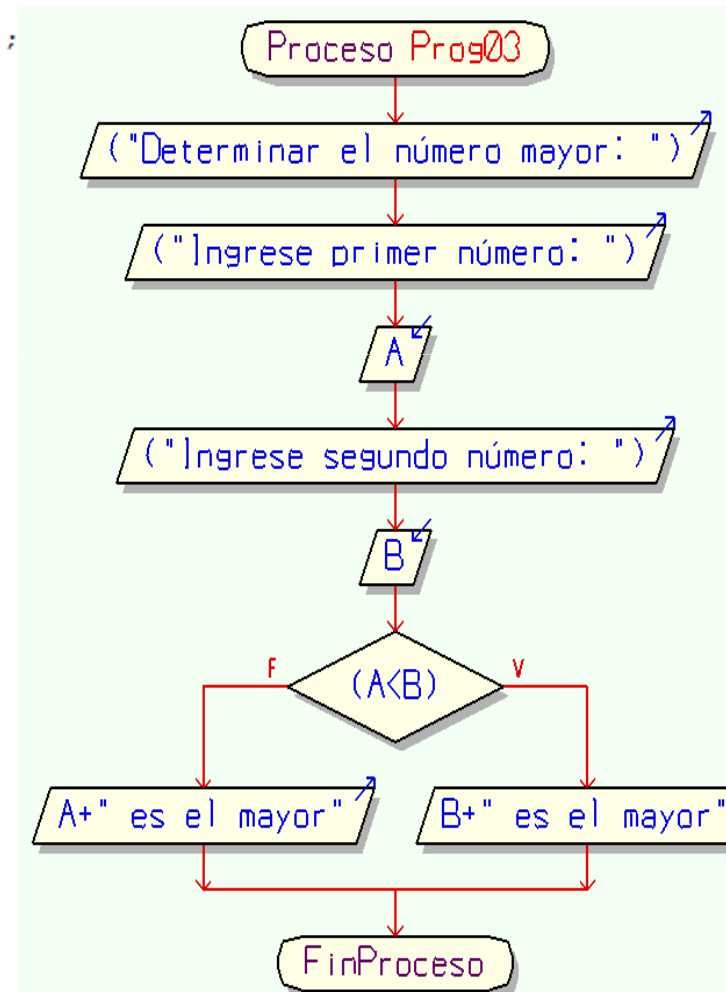 ;
Proceso Prog03
("Determinar el número mayor: ")
("Ingrese primer número: ")
A
("Ingrese segundo número: ")
B
F
V
(A<B)
A+" es el mayor"
B+" es el mayor"
FinProceso